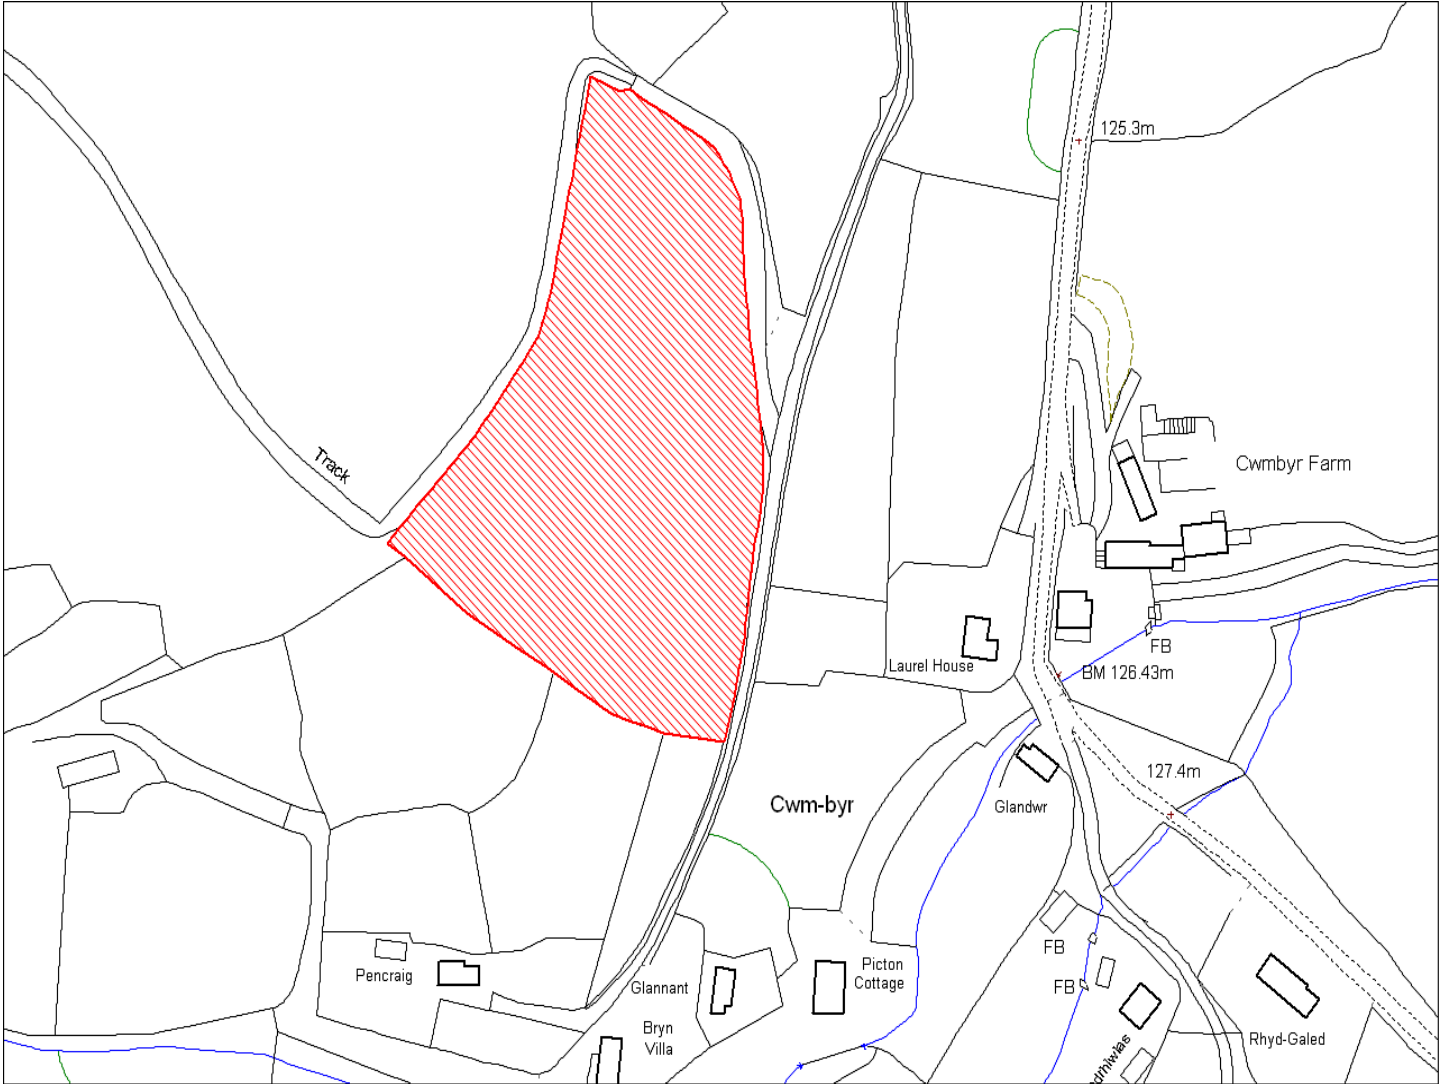 125.3m
Track
Cwmbyr Farm
FB
Laurel House
BM 126.43m
127.4m
Cwm-byr
Glandwr
FB
Picton
Cottage
Pencraig
Glannant
FB
Bryn
Villa
Rhyd-Galed